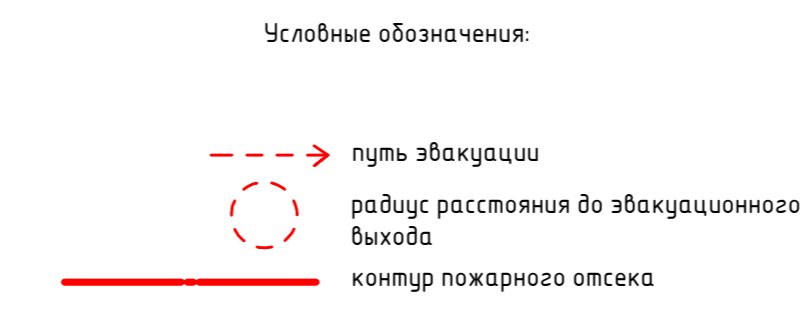 Условные обозначения:
путь эвакуации
радиус расстояния до эвакуационного
выхода
контур пожарного отсека